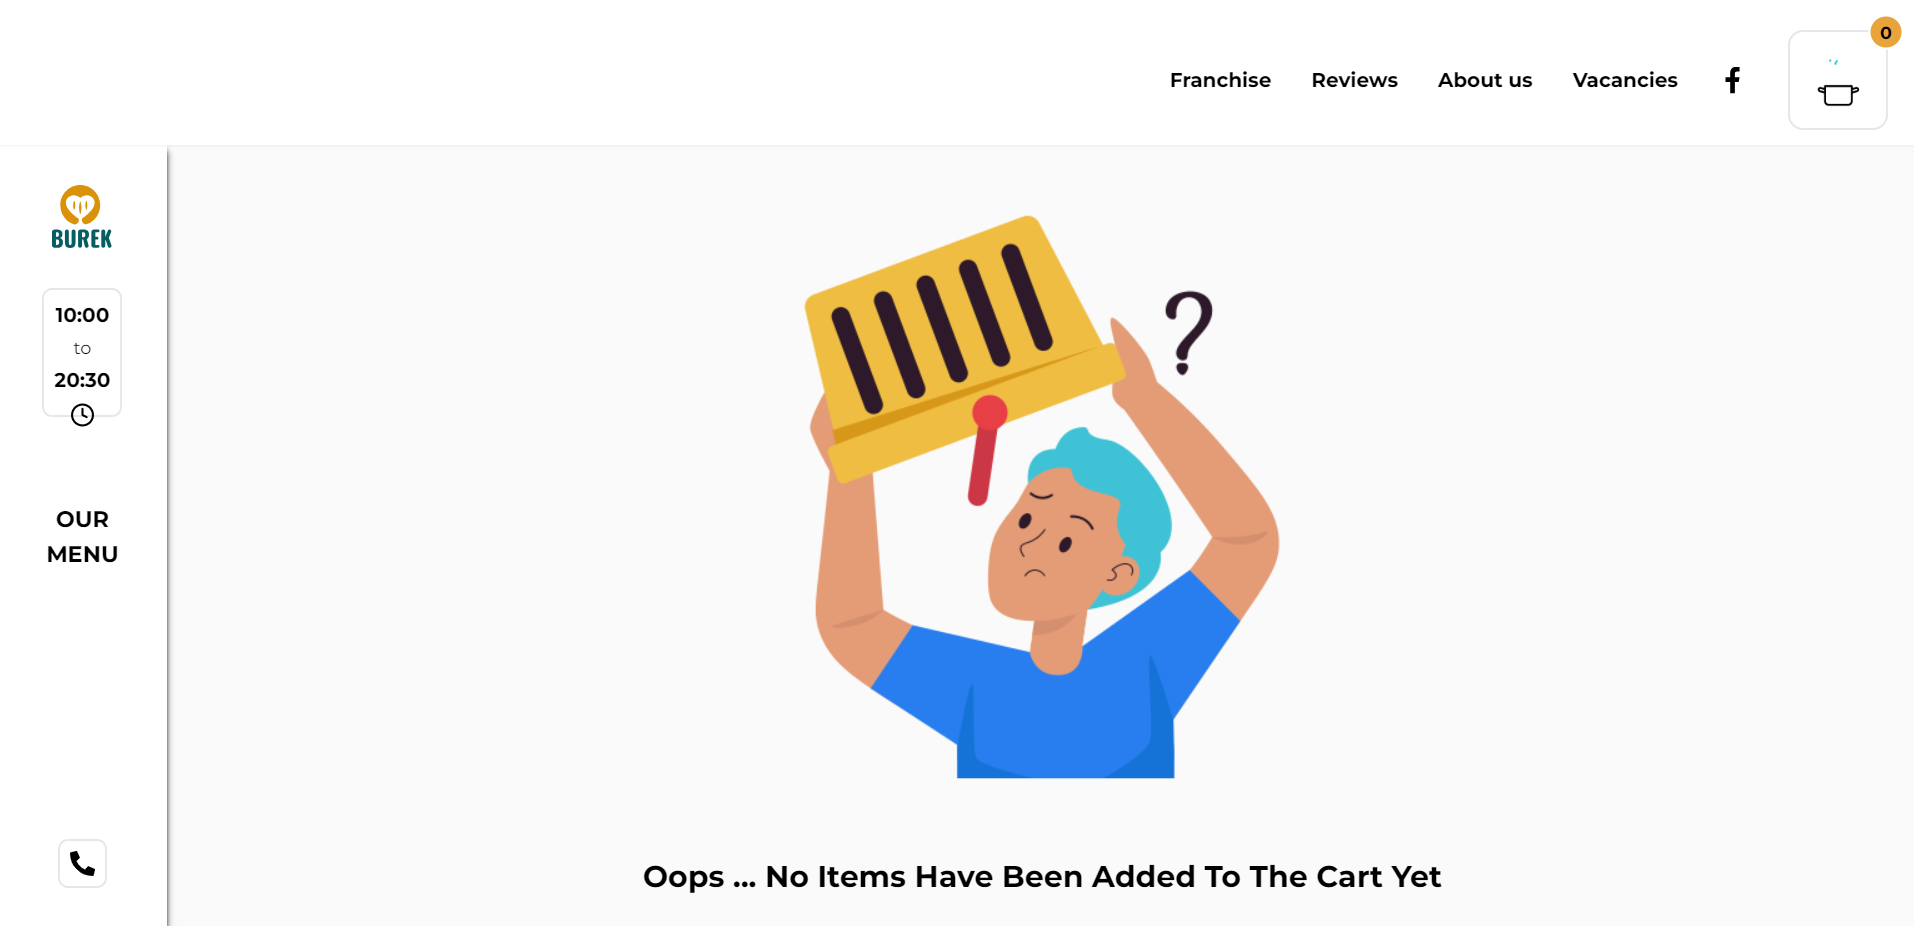 Franchise Reviews About us Vacancies
0
BUREK
10:00
to
20:30
OUR
MENU
?
Oops ... No Items Have Been Added To The Cart Yet